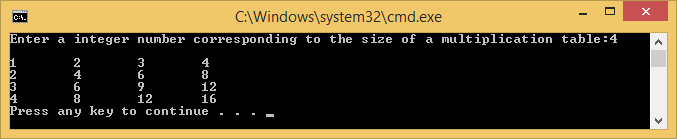 C:\Windows\system32\cmd.exe
Enter a integer number corresponding to the size of a multiplication table:4
1 2 3 4
2 4 6 8
3 6 9 12
4 8 12 16
Press any key to continue . . .